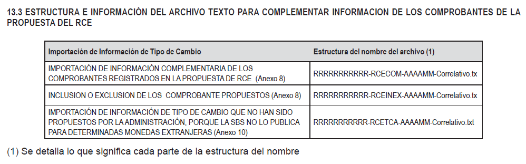 13.3 ESTRUCTURA E INFORMACIÓN DEL ARCHIVO TEXTO PARA COMPLEMENTAR INFORMACION DE LOS COMPROBANTES DE LA
PROPUESTA DEL RCE
Importación de Información de Tipo de Cambio
Estructura del nombre del archivo (1)
IMPORTACIÓN DE INFORMACIÓN COMPLEMENTARIA DE LOS
COMPROBANTES REGISTRADOS EN LA PROPUESTA DE RCE (Anexo 8)
RRRRRRRRRRR-RCECOM-AAAAMM-Correlativo.tx
INCLUSION O EXCLUSION DE LOS COMPROBANTE PROPUESTOS (Anexo 8)
RRRRRRRRRRR-RCEINEX-AAAAMM-Correlativo.tx
IMPORTACIÓN DE INFORMACIÓN DE TIPO DE CAMBIO QUE NO HAN SIDO
PROPUESTOS POR LA ADMINISTRACIÓN, PORQUE LA SBS NO LO PUBLICA
PARA DETERMINADAS MONEDAS EXTRANJERAS (Anexo 10)
RRRRRRRRRRR-RCETCA-AAAAMM-Correlativo.txt
(1) Se detalla lo que significa cada parte de la estructura del nombre